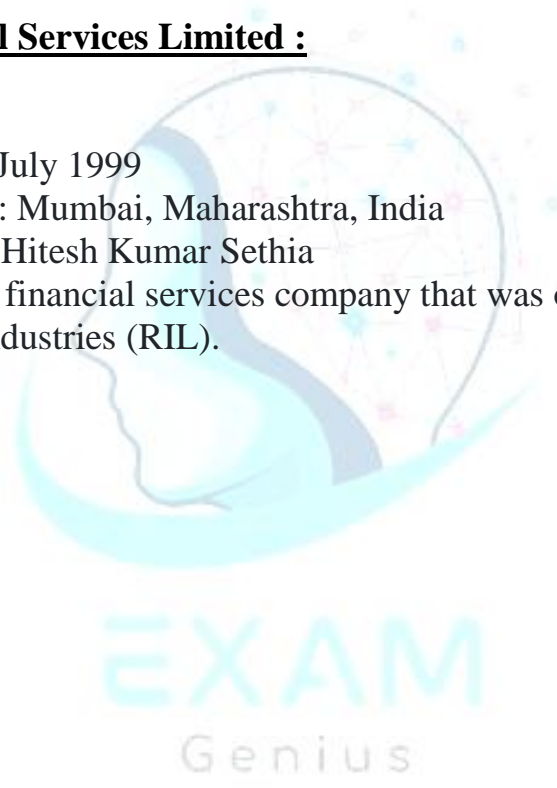 l Services Limited :
July 1999
: Mumbai, Maharashtra, India
Hitesh Kumar Sethia
financial services company that was
dustries (RIL).
EXAM
Genius